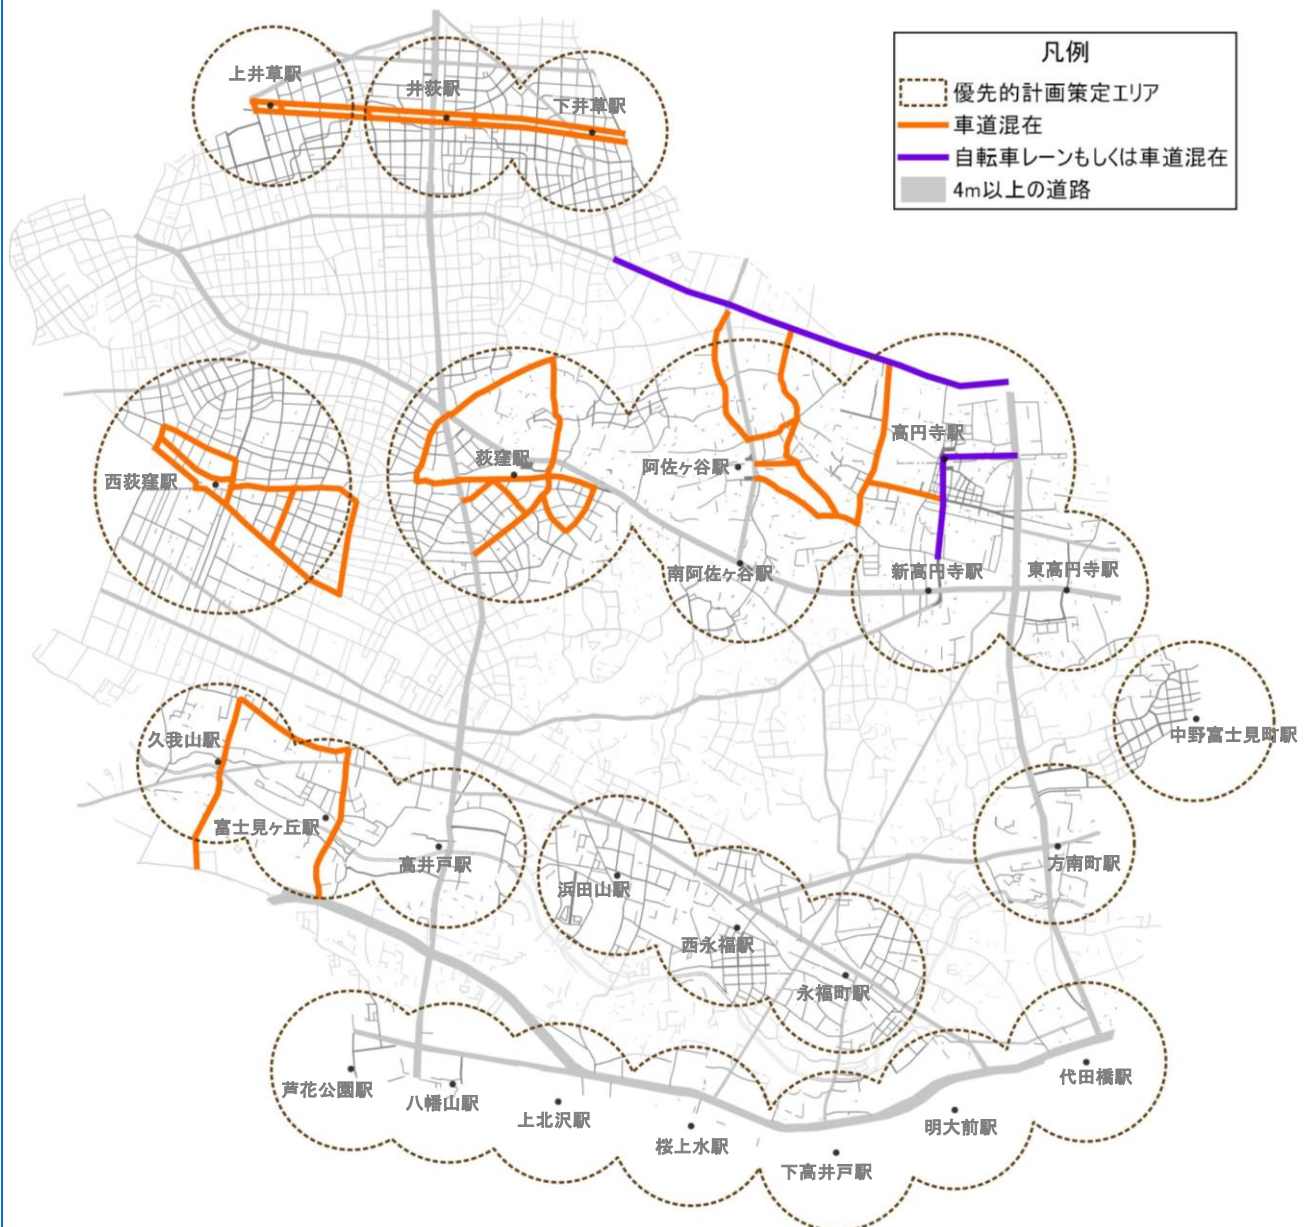 凡例
優先的計画策定エリア
車道混在
自転車レーンもしくは車道混在
4m以上の道路
上井草駅
井荻駅
下井草駅
高円寺駅
荻窪駅
阿佐ヶ谷駅
西荻窪駅
南阿佐ヶ谷駅
新高円寺駅
東高円寺駅
中野富士見町駅
久我山駅
富士見ヶ丘駅
高井戸駅
方南町駅
浜田山駅
西永福駅
永福町駅
芦花公園駅
八幡山駅
上北沢駅
桜上水駅
下高井戸駅
明大前駅
代田橋駅